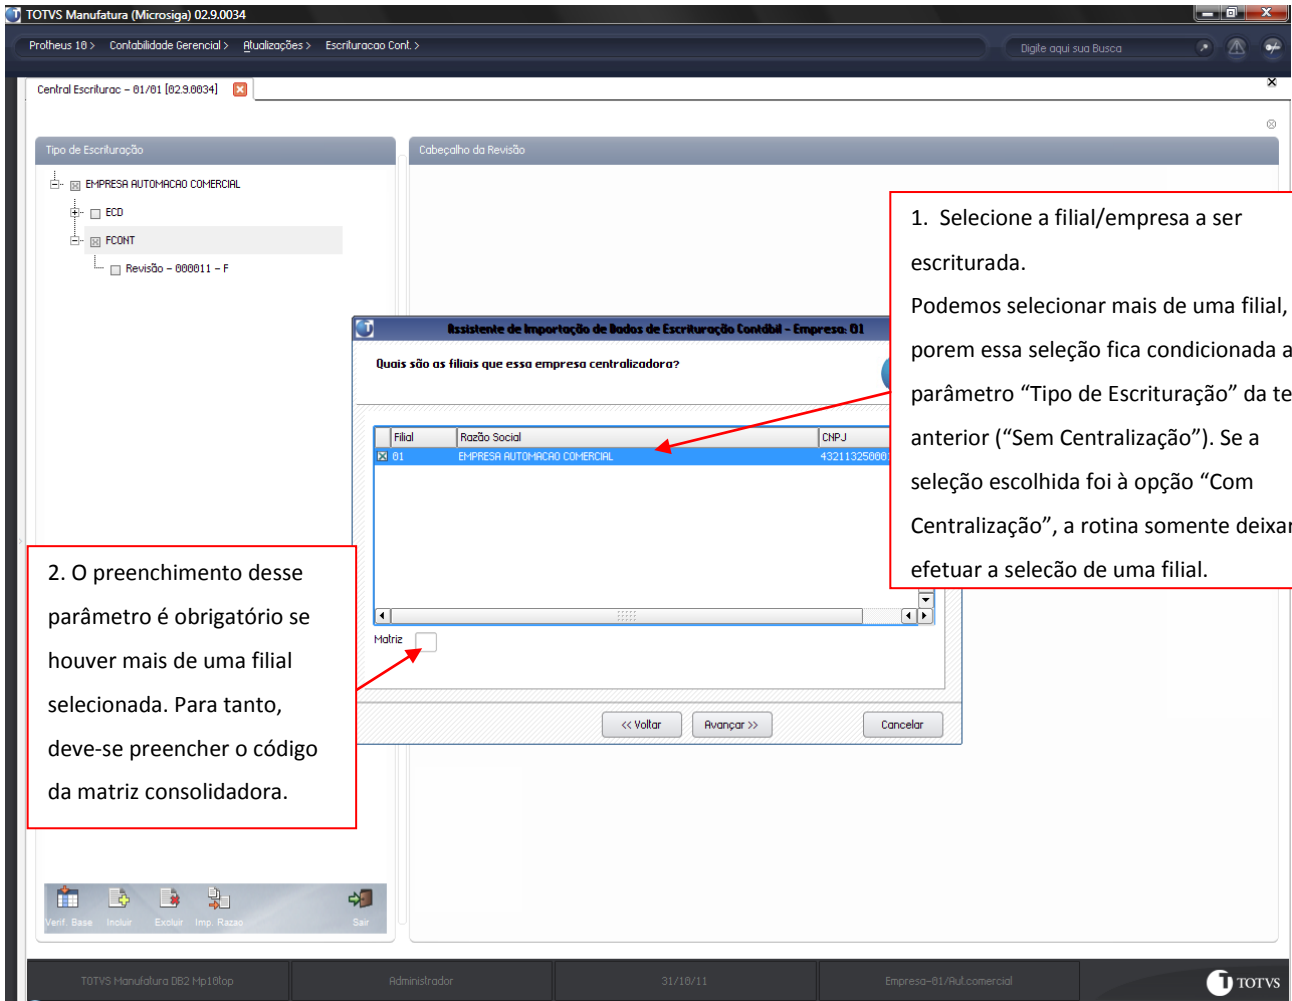 TOTVS Manufatura (Microsiga) 02.9.0034
Protheus 10 > Contabilidade Gerencial > Atualizações > Escrituracao Cont. >
Digite aqui sua Busca
Central Escriturac - 01/01 [02.9.0034]
Tipo de Escrituração
Cabeçalho da Revisão
EMPRESA AUTOMACAO COMERCIAL
ECD
FCONT
Revisão - 000011 - F
1. Selecione a filial/empresa a ser
escriturada.
Podemos selecionar mais de uma filial,
porem essa seleção fica condicionada a
parâmetro “Tipo de Escrituração” da te
anterior (“Sem Centralização”). Se a
seleção escolhida foi à opção “Com
Centralização”, a rotina somente deixar
efetuar a seleção de uma filial.
Assistente de Importação de Dados de Escrituração Contábil - Empresa: 01
Quais são as filiais que essa empresa centralizadora?
Filial Razão Social CNPJ
01 EMPRESA AUTOMACAO COMERCIAL 432113250001
Matriz
<< Voltar
Avançar >>
Cancelar
2. O preenchimento desse
parâmetro é obrigatório se
houver mais de uma filial
selecionada. Para tanto,
deve-se preencher o código
da matriz consolidadora.
Verif. Base Incluir Excluir Imp. Razao Sair
TOTVS Manufatura DB2 Mp10top
Administrador
31/10/11
Empresa-01/Aut.comercial
TOTVS